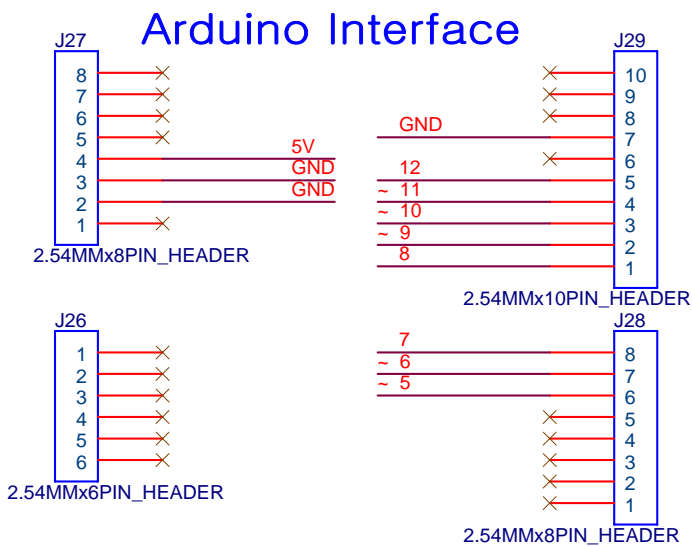 Arduino Interface
J27
8
7
6
5
4 5V
3 GND
2 GND
1
2.54MMx8PIN_HEADER
J29
10
9
8
GND 7
6
12 5
~ 11 4
~ 10 3
~ 9 2
8 1
2.54MMx10PIN_HEADER
J26
1
2
3
4
5
6
2.54MMx6PIN_HEADER
J28
7 8
~ 6 7
~ 5 6
5
4
3
2
1
2.54MMx8PIN_HEADER